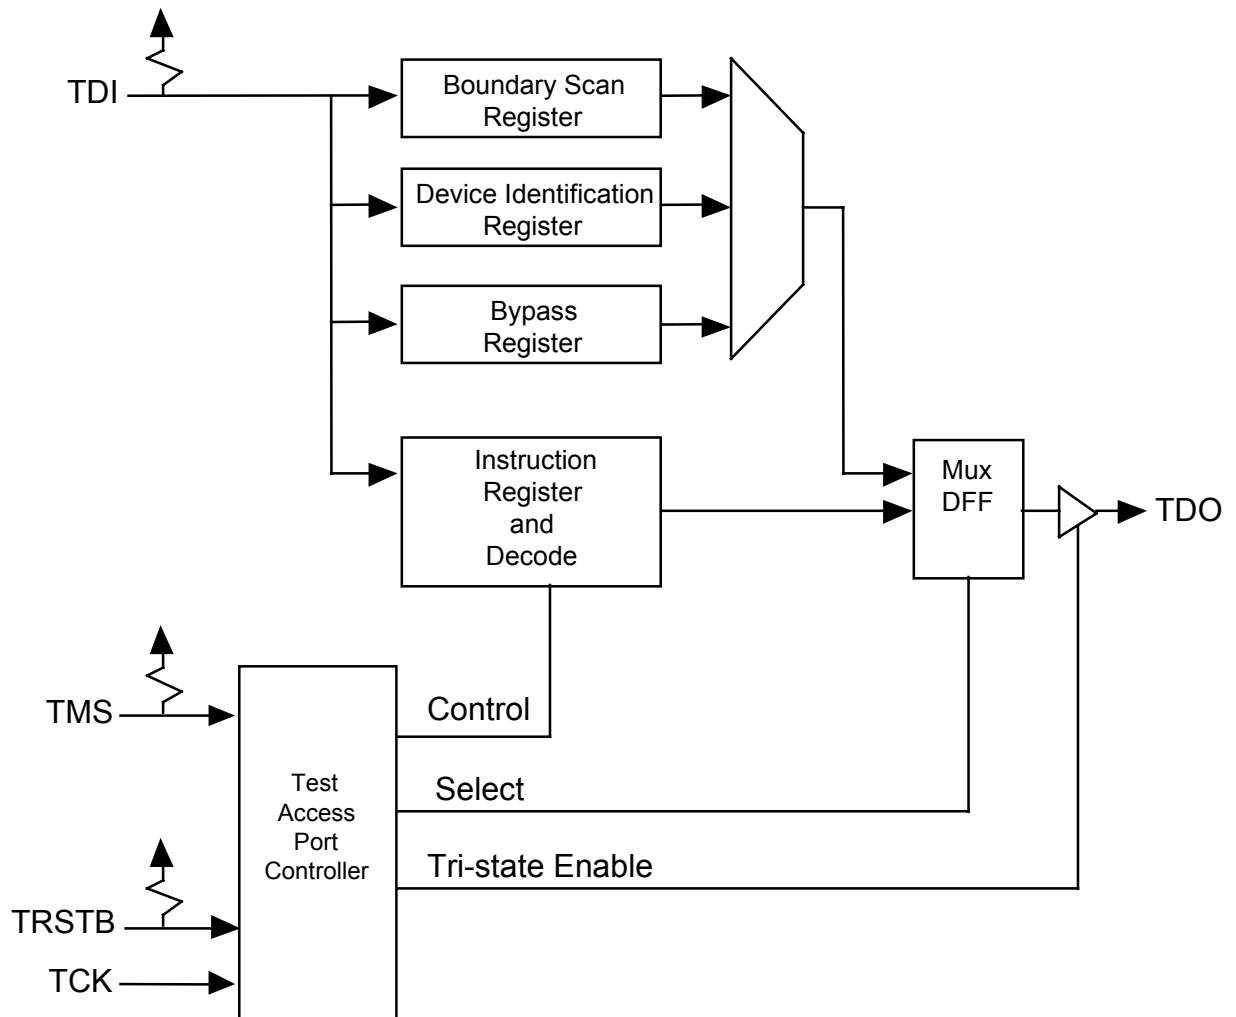 TDI
Boundary Scan
Register
Device Identification
Register
Bypass
Register
Instruction
Register
and
Decode
Mux
DFF
TDO
TMS
Control
Test
Access
Port
Controller
Select
Tri-state Enable
TRSTB
TCK